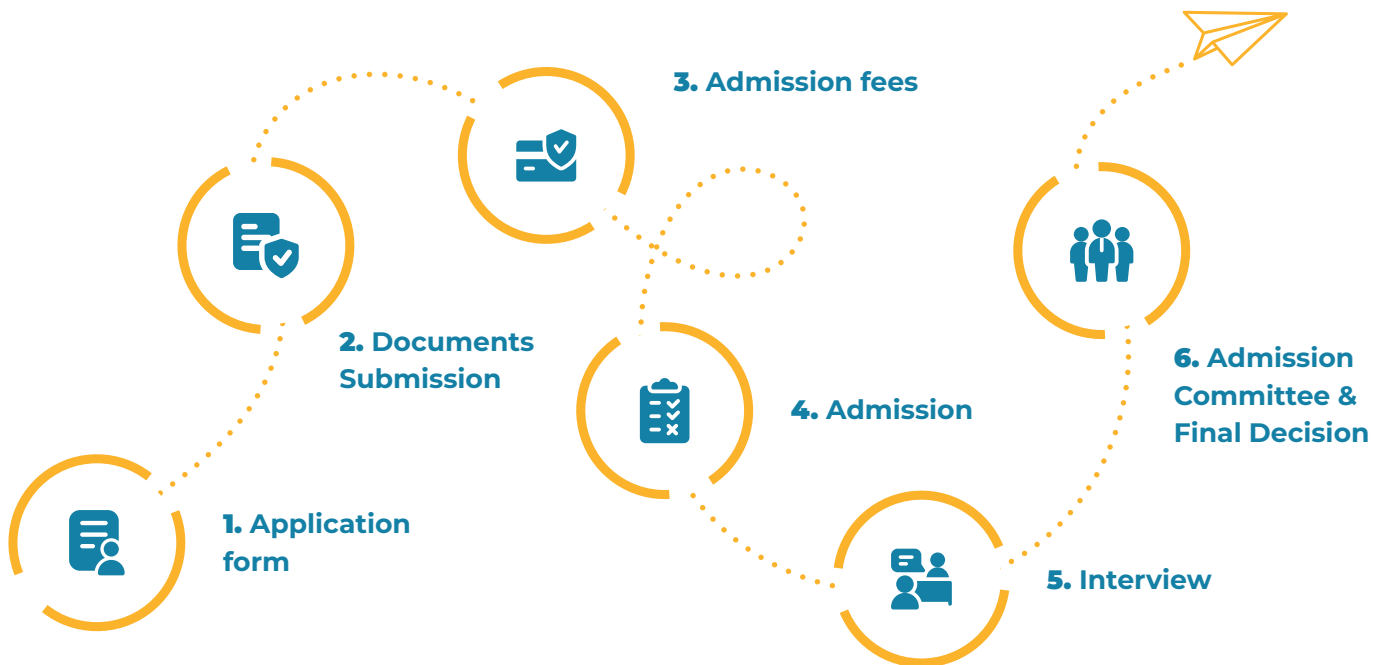 1. Application
form
2. Documents
Submission
3. Admission fees
4. Admission
5. Interview
6. Admission
Committee &
Final Decision